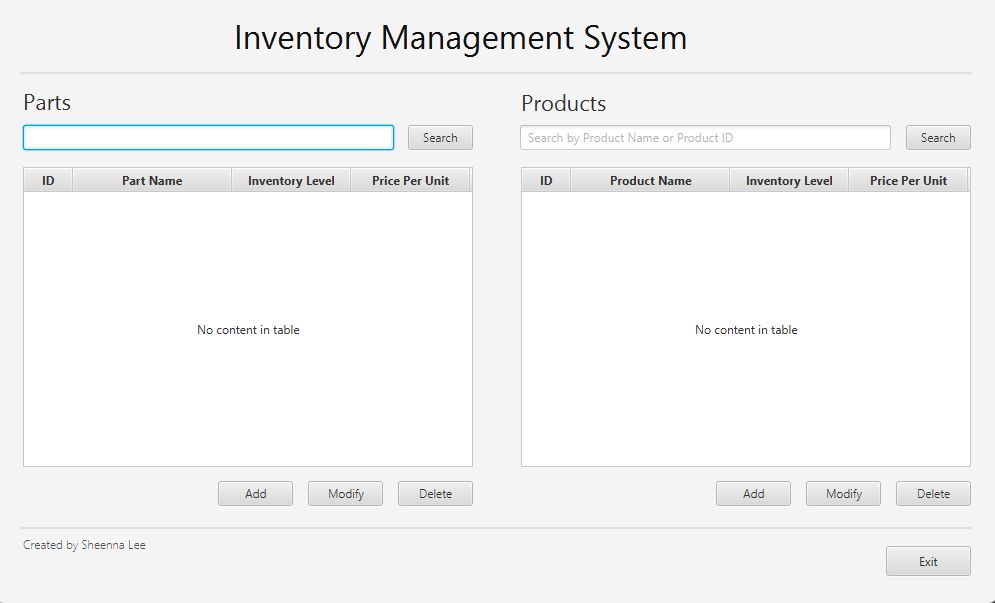 Inventory Management System
Parts
Search
ID Part Name Inventory Level Price Per Unit
No content in table
Add Modify Delete
Products
Search by Product Name or Product ID Search
ID Product Name Inventory Level Price Per Unit
No content in table
Add Modify Delete
Created by Sheenna Lee
Exit